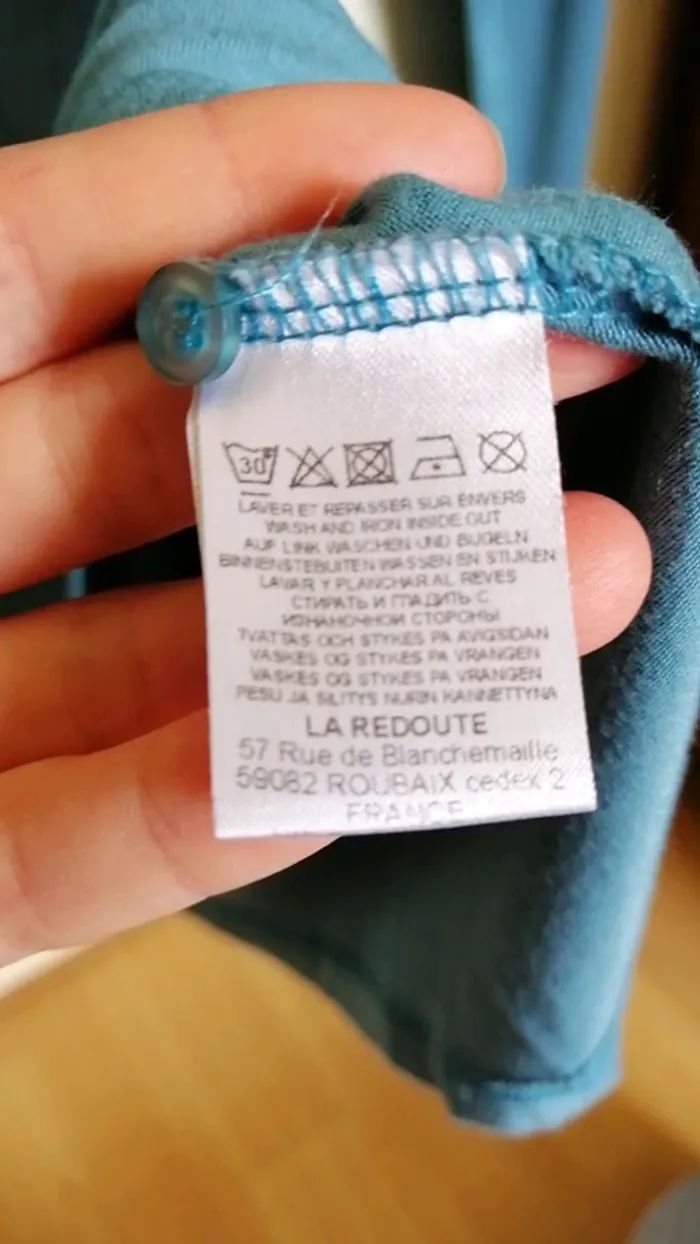 30°
LAVER ET REPASSER SUR ENVERS
WASH AND IRON INSIDE OUT
AUF LINK WASCHEN UND BUGELN
BINNENSTEBUITEN WASSEN EN STIJKEN
LAVAR Y PLANCHAR AL REVES
СТИРАТЬ И ГЛАДИТЬ С
ИЗНАНОЧНОЙ СТОРОНЫ
TVATTAS OCH STYKES PA AVIGSIDAN
VASKES OG STYKES PA VRANGEN
VASKES OG STYKES PA VRANGEN
PESU JA SILITYS NURIN KANNETTYNA
LA REDOUTE
57 Rue de Blanchemaille
59082 ROUBAIX cedex 2
FRANCE